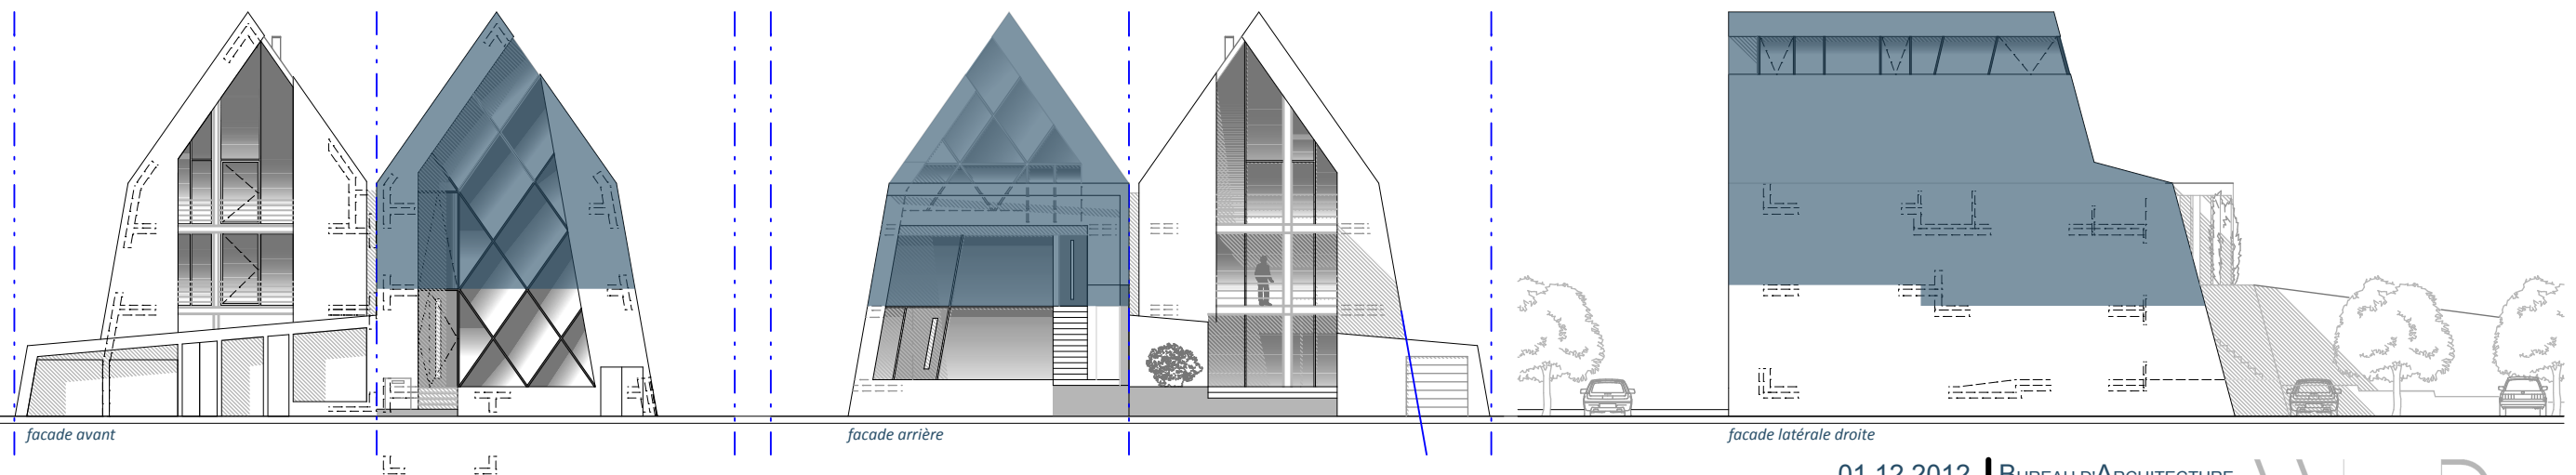 facade avant
facade arrière
facade latérale droite
01.12.2012 BUREAU D'ARCHITECTURE